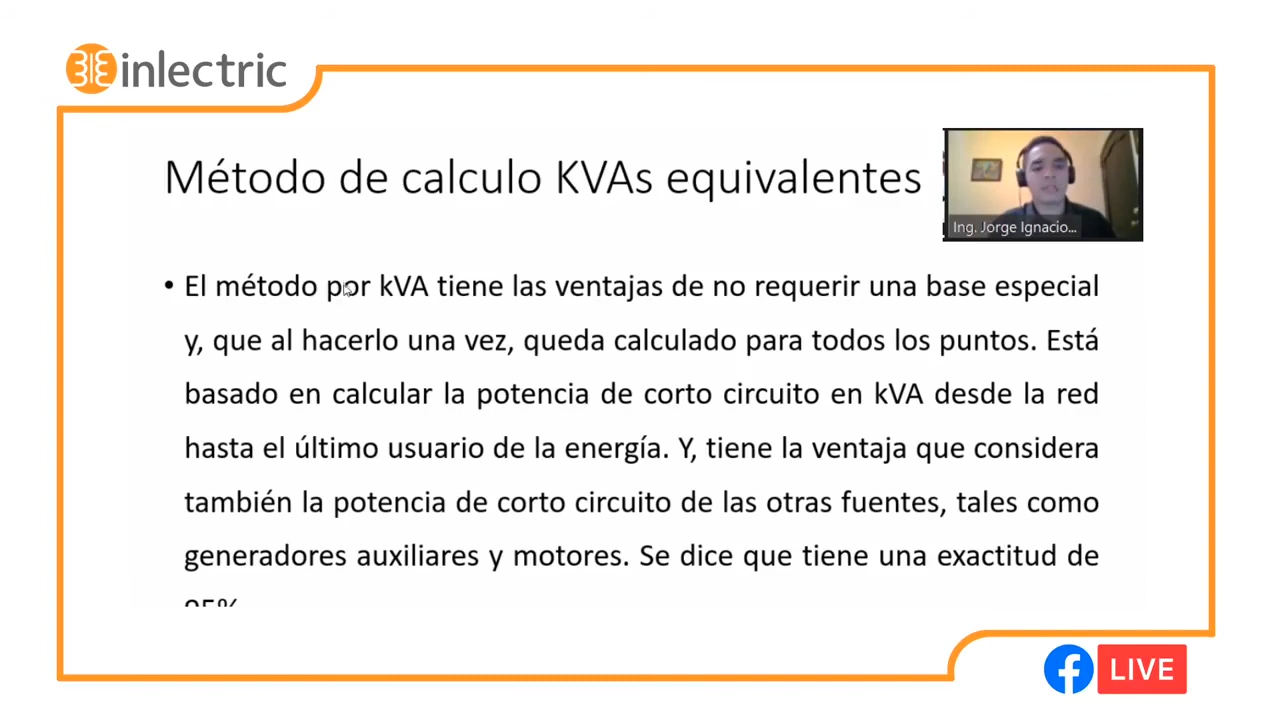 inlectric
Método de calculo KVAs equivalentes
Ing. Jorge Ignacio...
• El método por kVA tiene las ventajas de no requerir una base especial
y, que al hacerlo una vez, queda calculado para todos los puntos. Está
basado en calcular la potencia de corto circuito en kVA desde la red
hasta el último usuario de la energía. Y, tiene la ventaja que considera
también la potencia de corto circuito de las otras fuentes, tales como
generadores auxiliares y motores. Se dice que tiene una exactitud de
LIVE